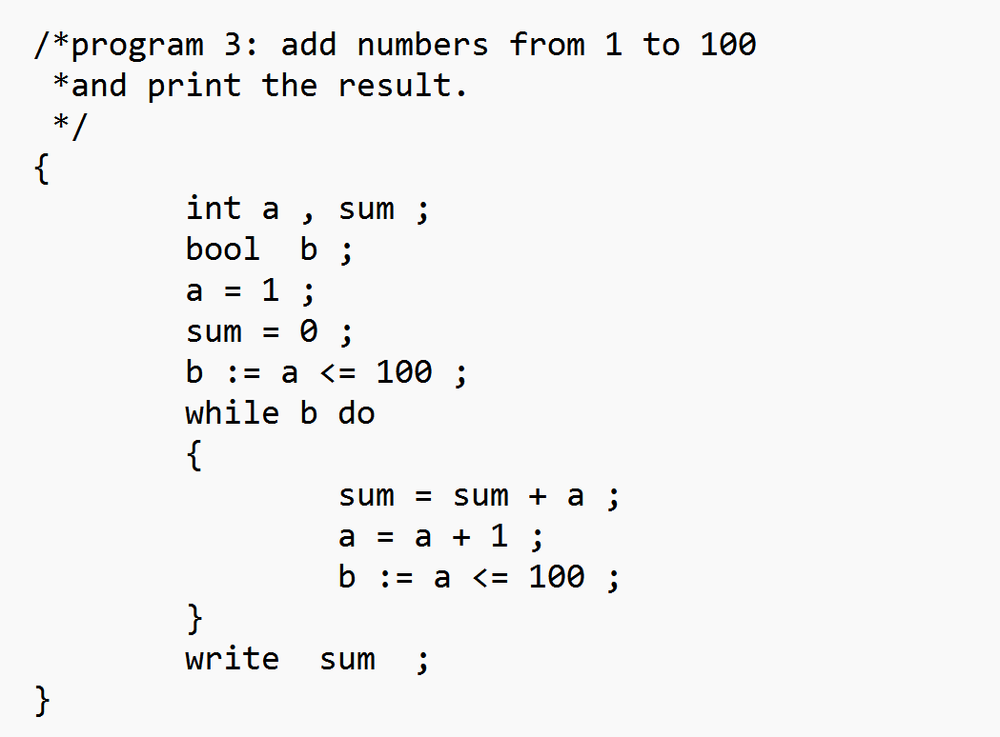 /*program 3: add numbers from 1 to 100
 *and print the result.
 */
{
        int a , sum ;
        bool  b ;
        a = 1 ;
        sum = 0 ;
        b := a <= 100 ;
        while b do
        {
                sum = sum + a ;
                a = a + 1 ;
                b := a <= 100 ;
        }
        write  sum  ;
}